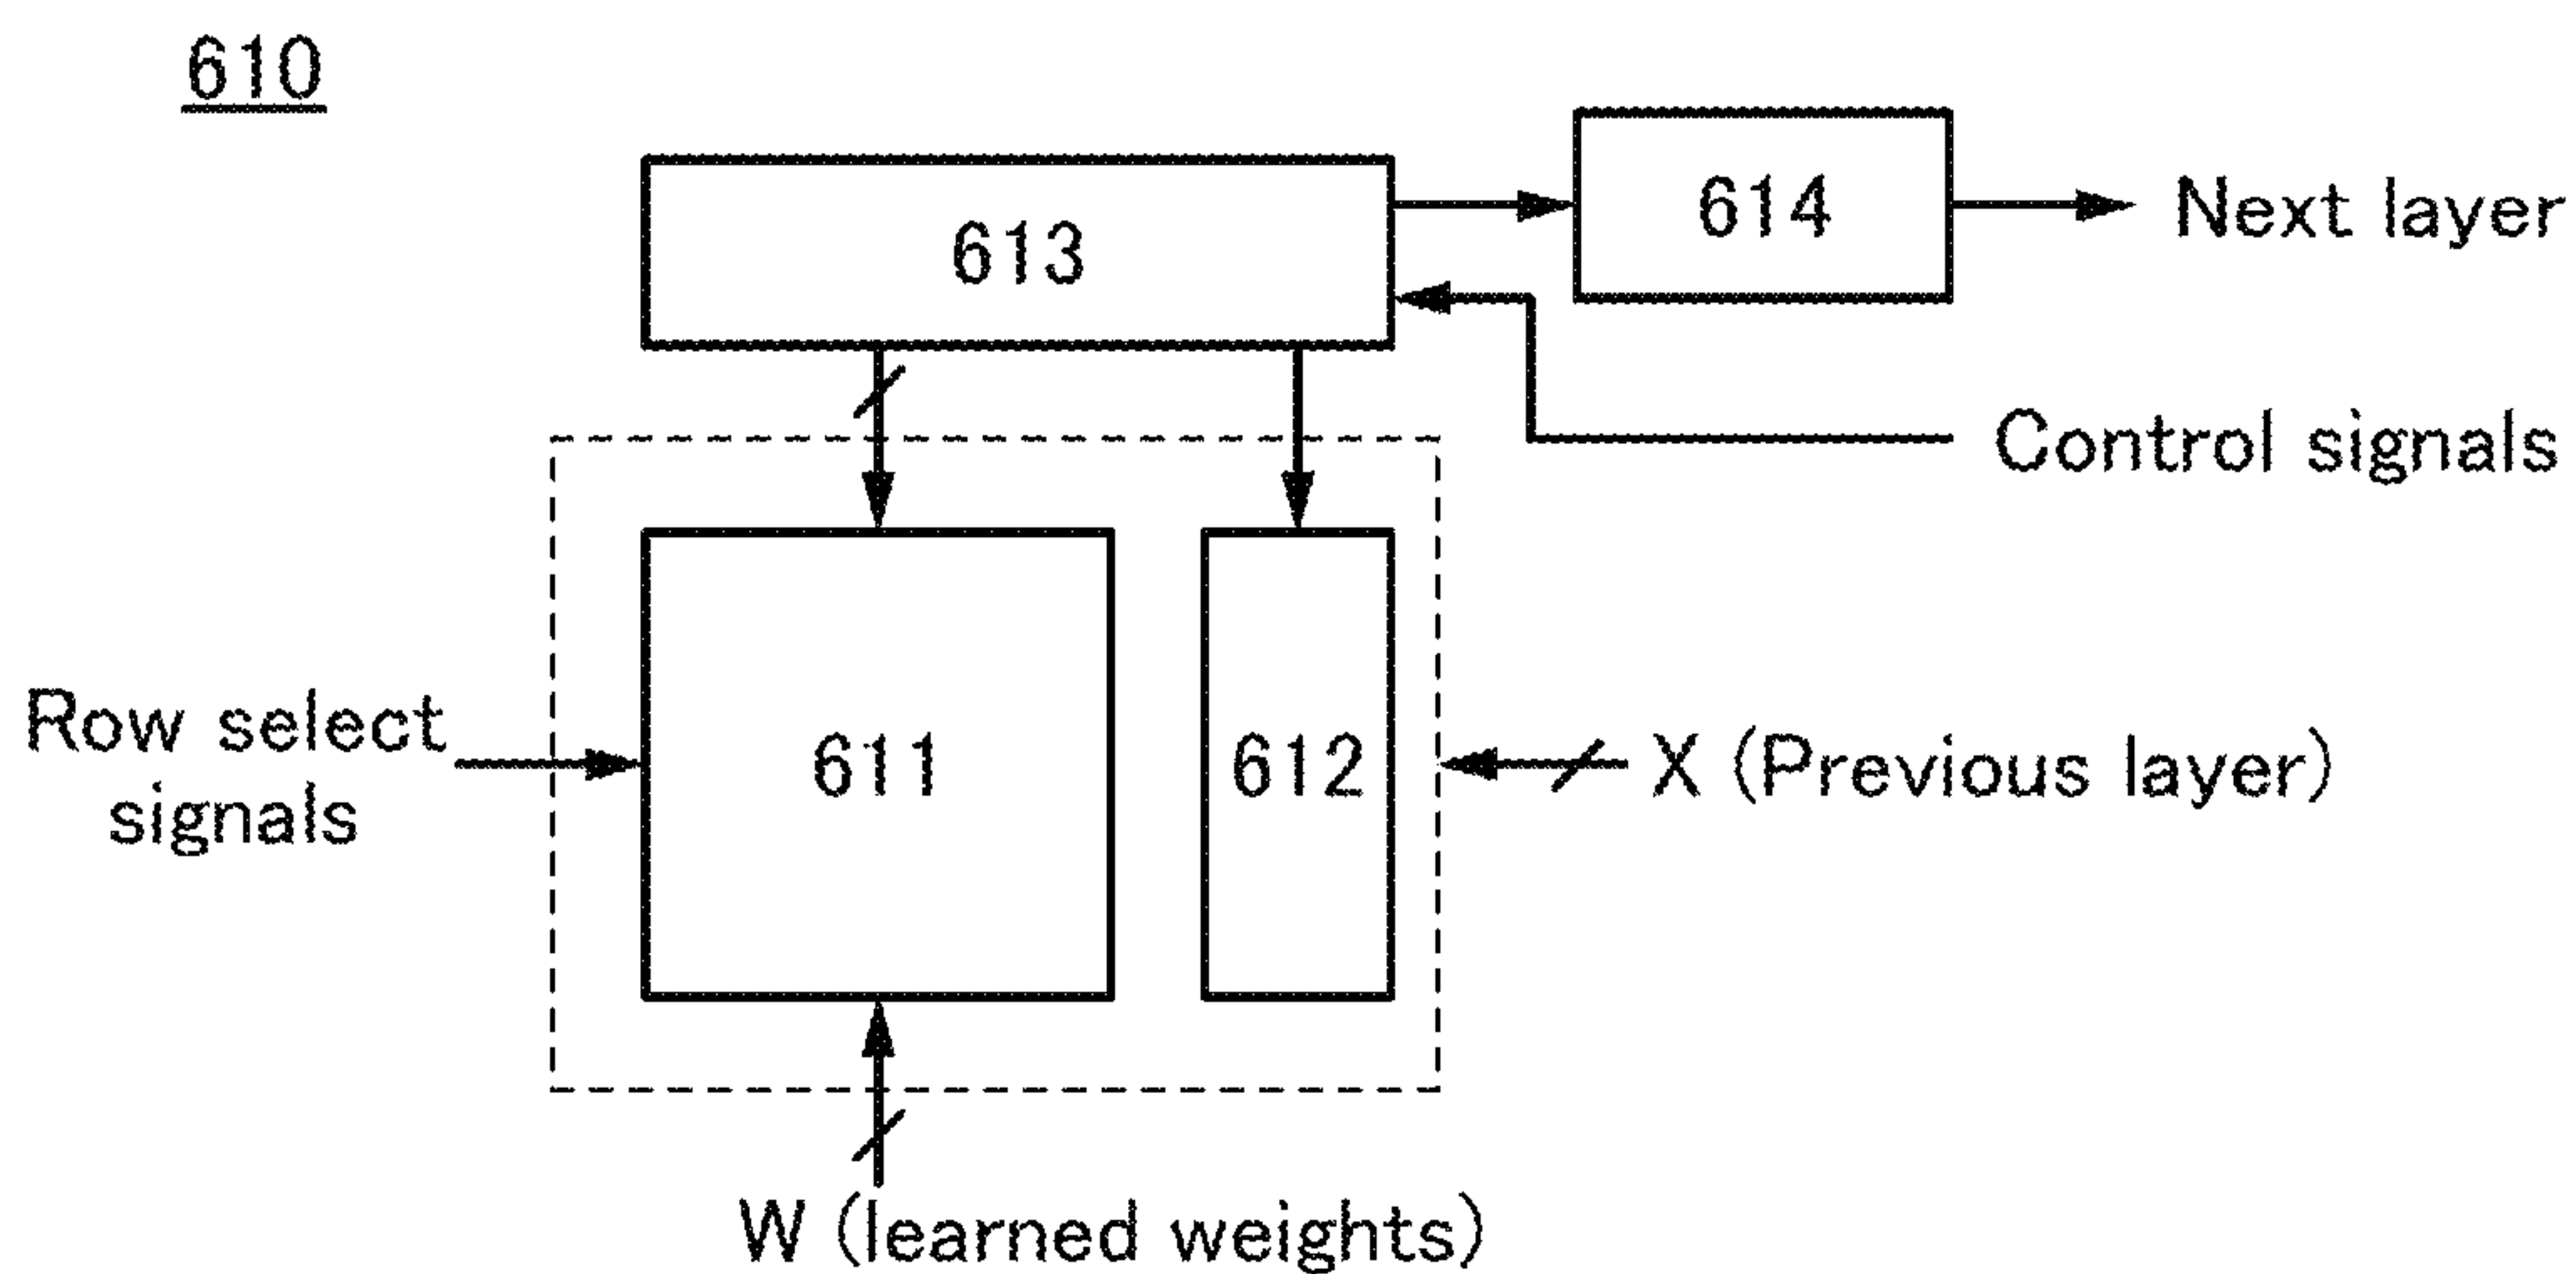 610
614
Next layer
613
Control signals
Row select
signals
611
612
X (Previous layer)
W (learned weights)